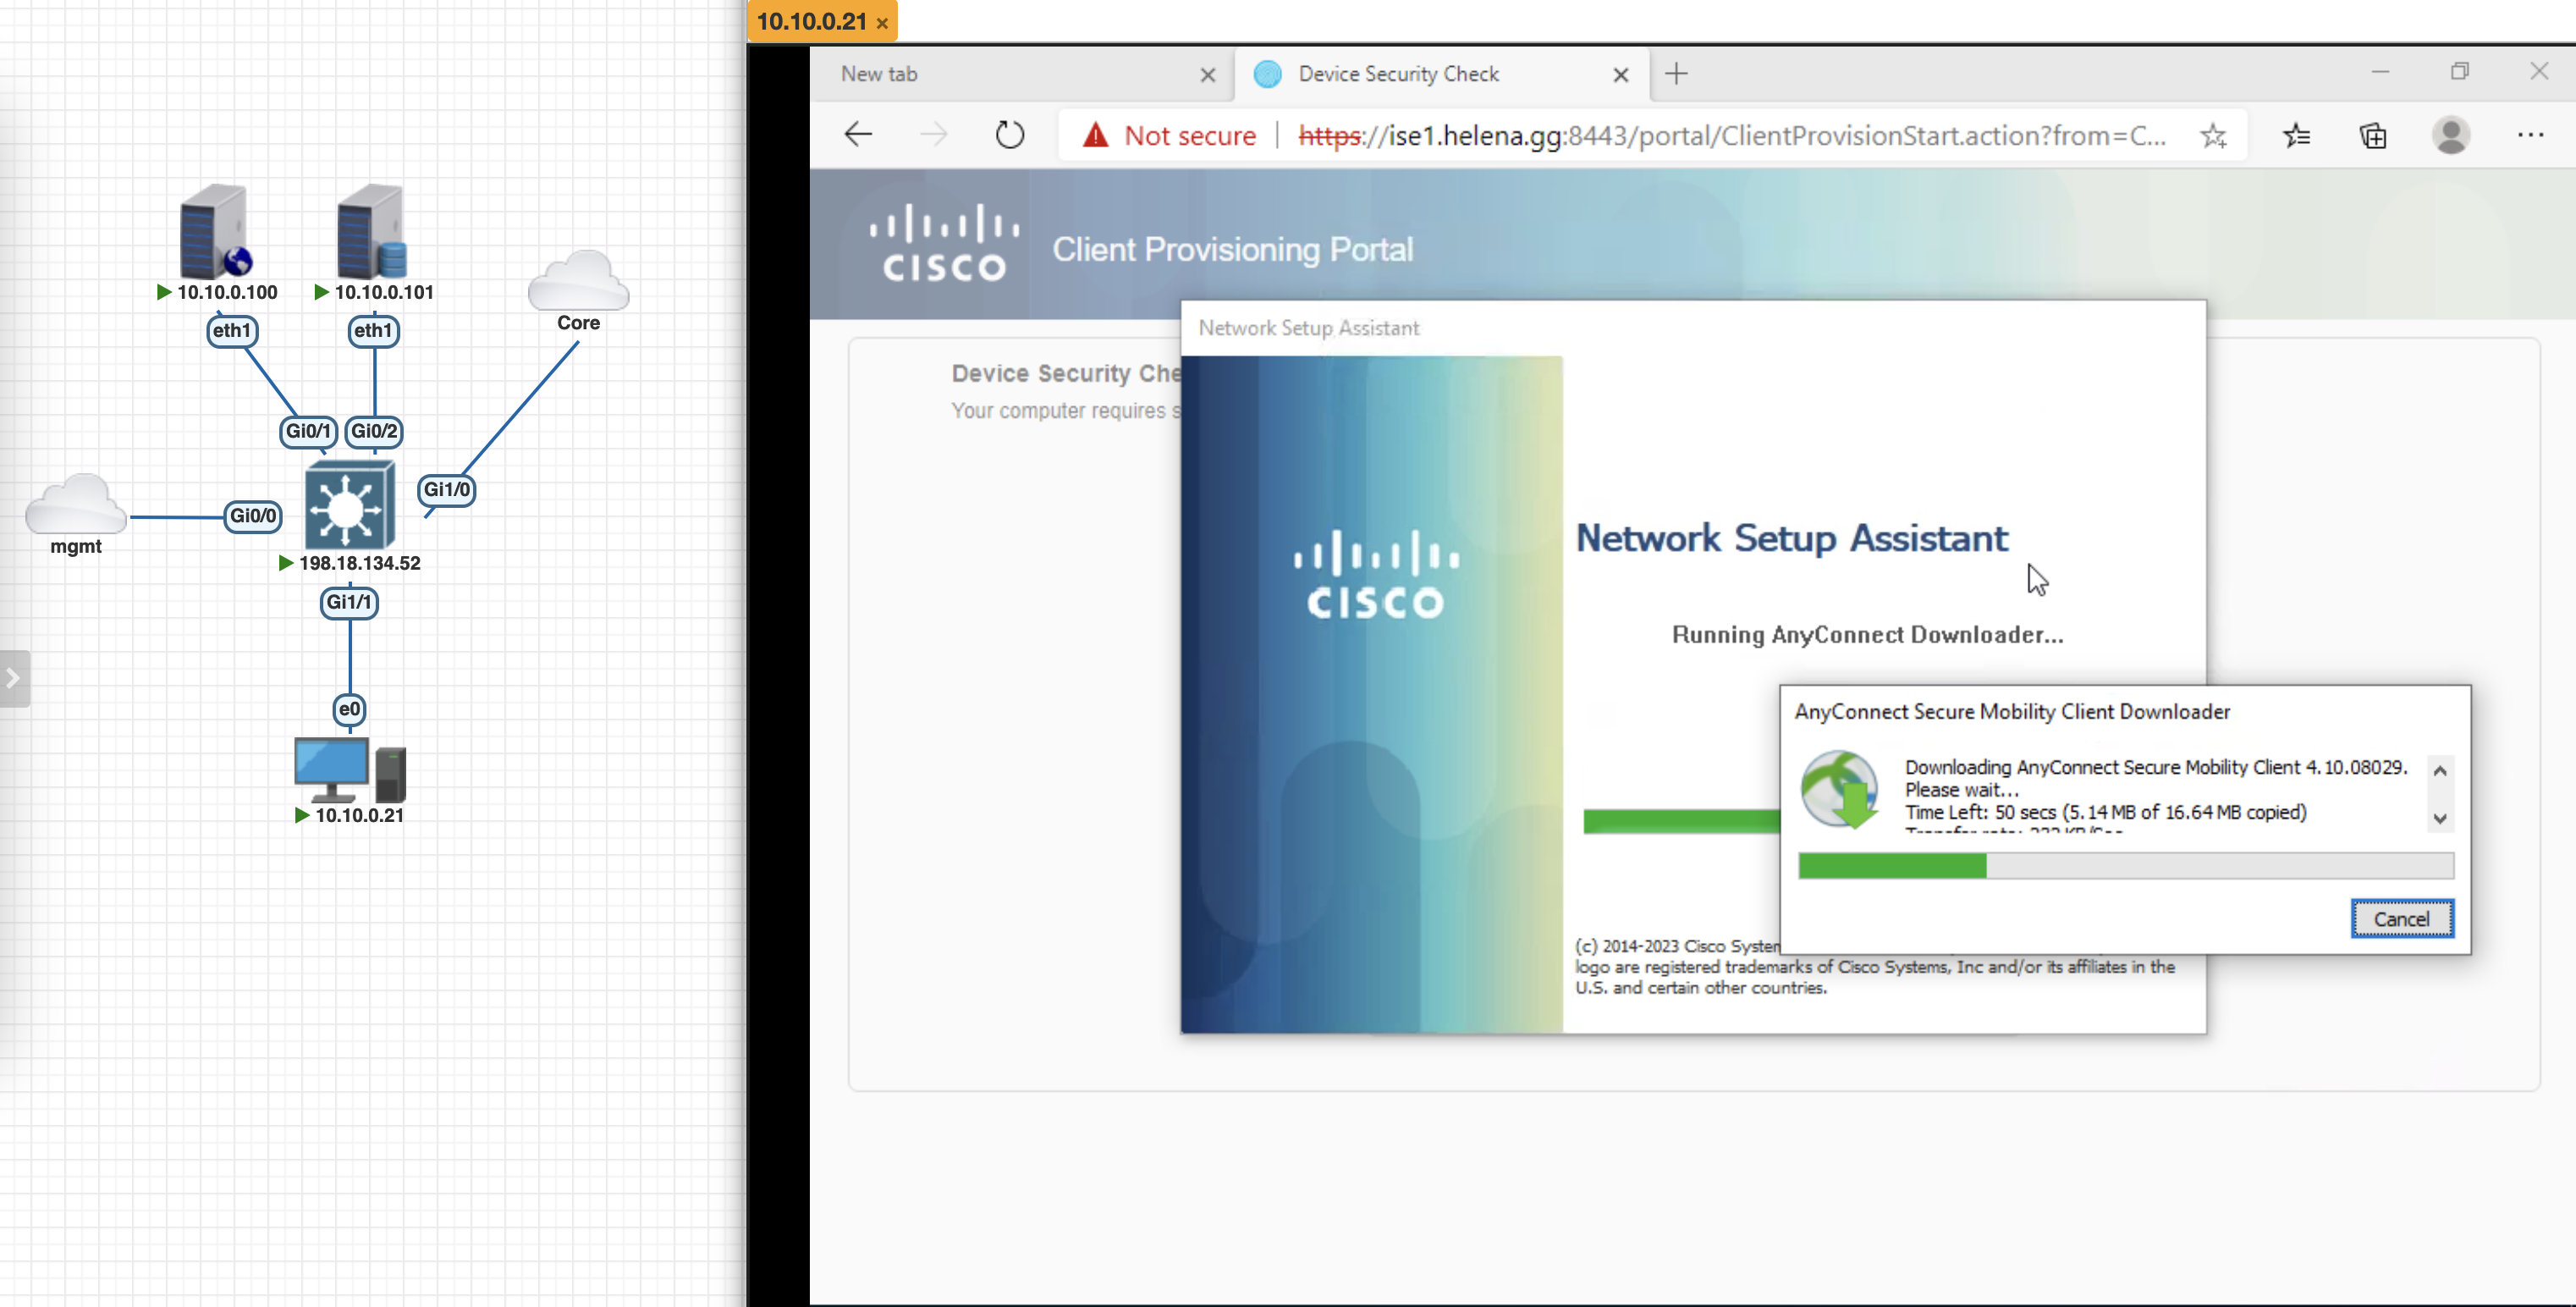 10.10.0.100
10.10.0.101
Core
eth1
eth1
Gi0/1
Gi0/2
Gi1/0
Gi0/0
mgmt
198.18.134.52
Gi1/1
e0
10.10.0.21
10.10.0.21 ×
New tab
Device Security Check
Not secure
https://ise1.helena.gg:8443/portal/ClientProvisionStart.action?from=C...
CISCO
Client Provisioning Portal
Device Security Che
Your computer requires s
Network Setup Assistant
CISCO
Network Setup Assistant
Running AnyConnect Downloader...
AnyConnect Secure Mobility Client Downloader
Downloading AnyConnect Secure Mobility Client 4.10.08029.
Please wait...
Time Left: 50 secs (5.14 MB of 16.64 MB copied)
Cancel
(c) 2014-2023 Cisco System
logo are registered trademarks of Cisco Systems, Inc and/or its affiliates in the
U.S. and certain other countries.